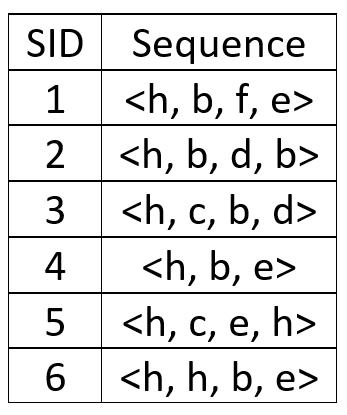 SID Sequence
1 <h, b, f, e>
2 <h, b, d, b>
3 <h, c, b, d>
4 <h, b, e>
5 <h, c, e, h>
6 <h, h, b, e>